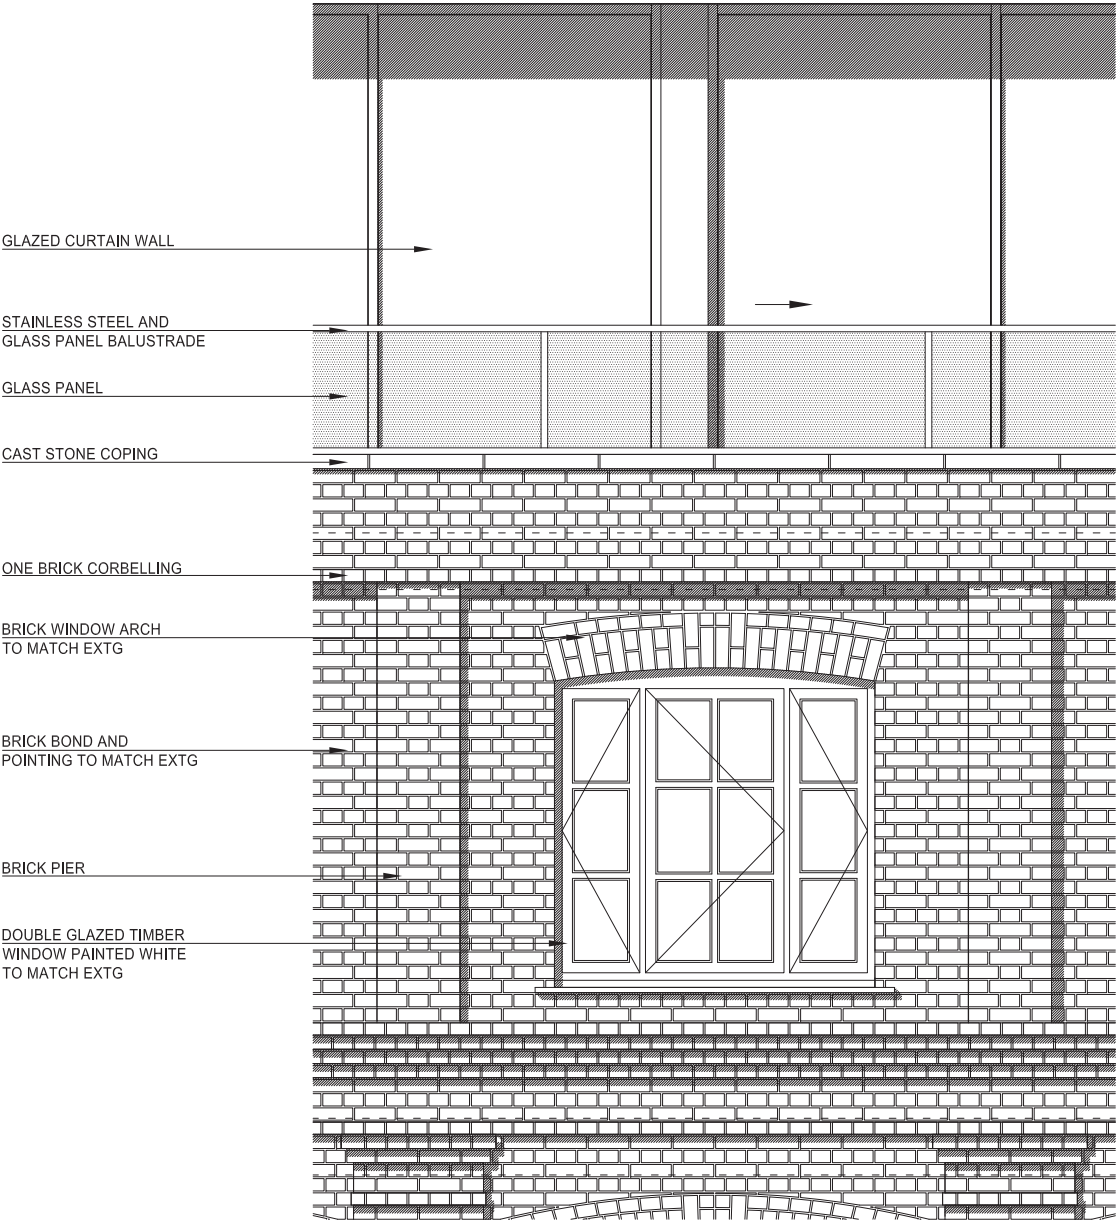 GLAZED CURTAIN WALL
STAINLESS STEEL AND
GLASS PANEL BALUSTRADE
GLASS PANEL
CAST STONE COPING
ONE BRICK CORBELLING
BRICK WINDOW ARCH
TO MATCH EXTG
BRICK BOND AND
POINTING TO MATCH EXTG
BRICK PIER
DOUBLE GLAZED TIMBER
WINDOW PAINTED WHITE
TO MATCH EXTG